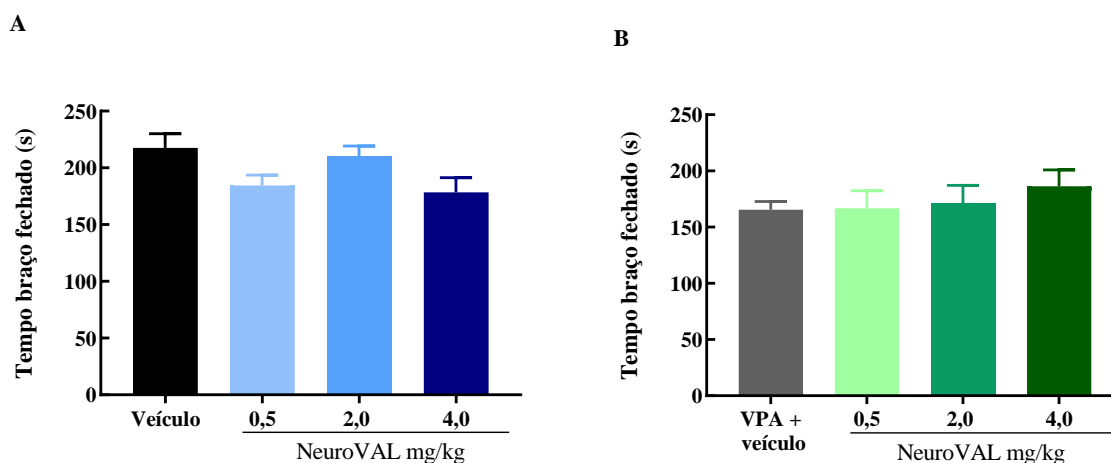 A
Tempo braço fechado (s)
250
200
150
100
50
0
Veículo
0,5
2,0
4,0
NeuroVAL mg/kg
B
Tempo braço fechado (s)
250
200
150
100
50
0
VPA +
veículo
0,5
2,0
4,0
NeuroVAL mg/kg